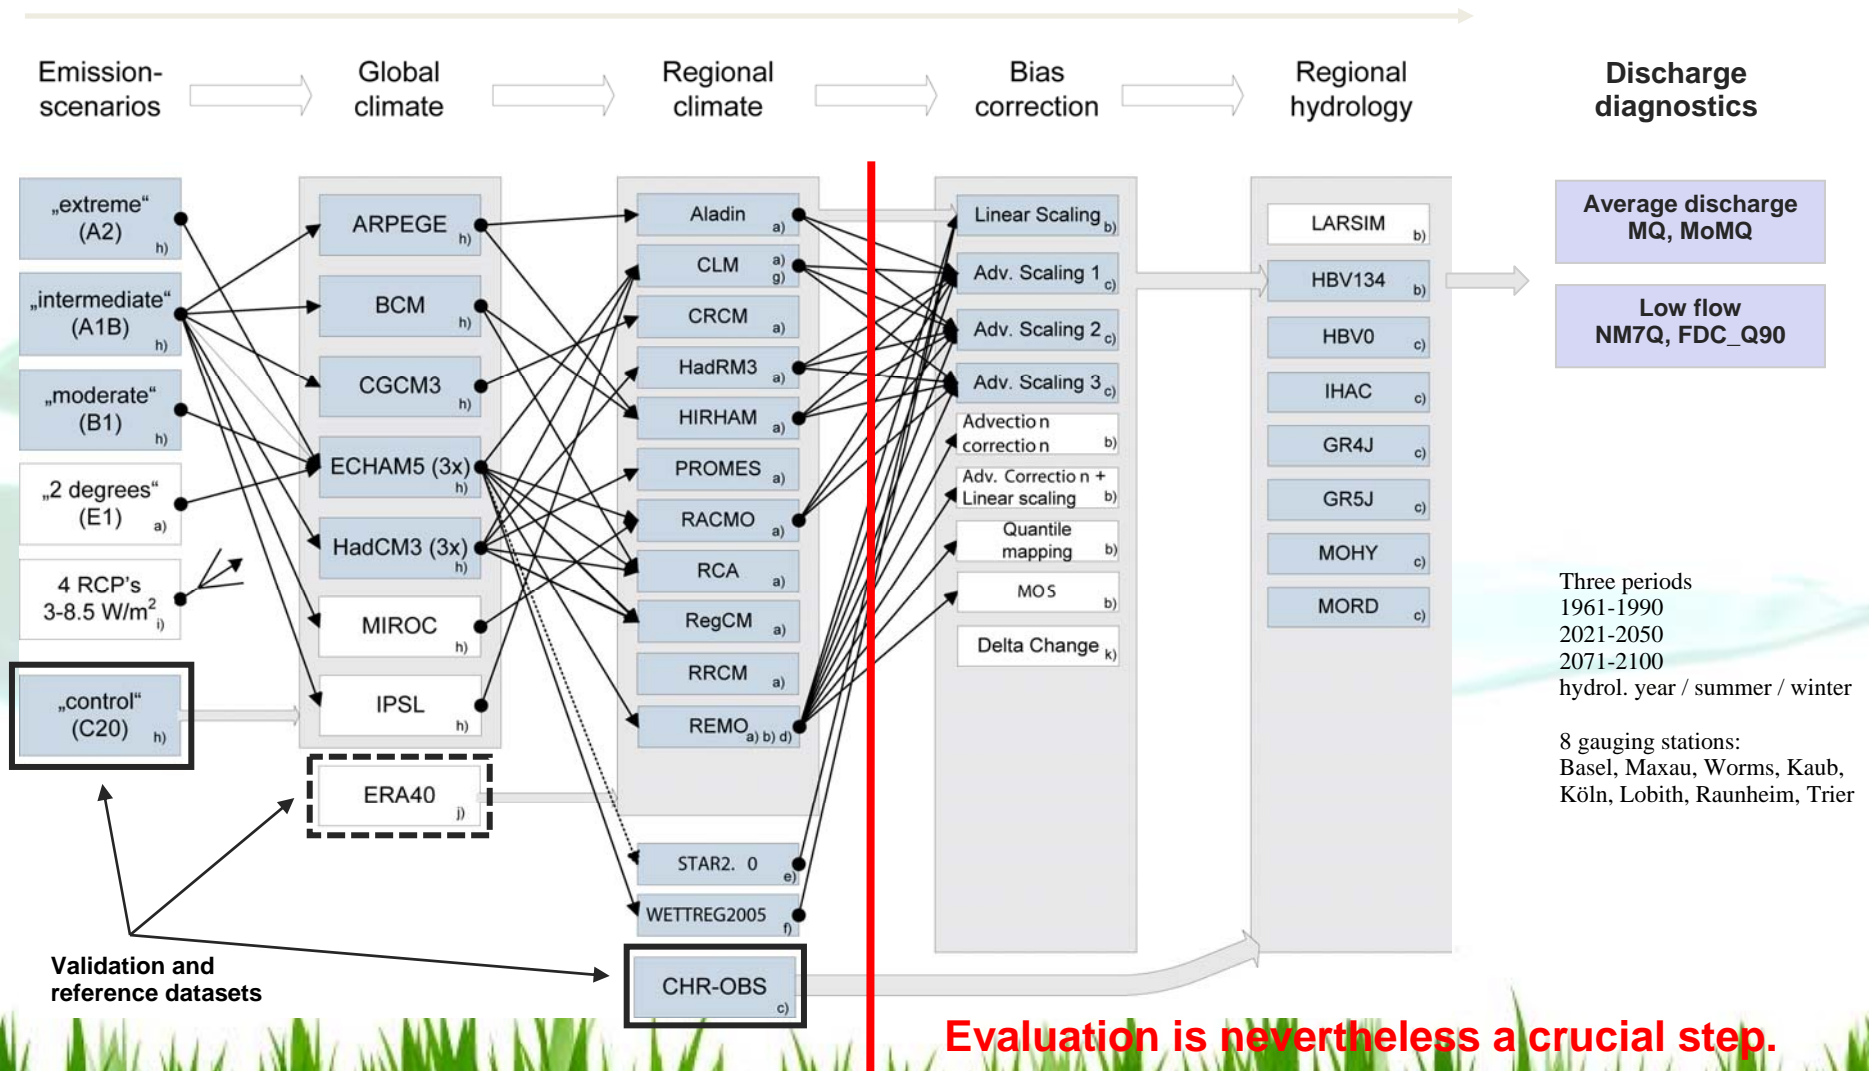 Emission-
scenarios
Global
climate
Regional
climate
Bias
correction
Regional
hydrology
Discharge
diagnostics
„extreme“
(A2)
h)
„intermediate“
(A1B)
h)
„moderate“
(B1)
h)
„2 degrees“
(E1)
a)
4 RCP's
3-8.5 W/m2
i)
„control“
(C20)
h)
ARPEGE
h)
BCM
h)
CGCM3
h)
ECHAM5 (3x)
h)
HadCM3 (3x)
h)
MIROC
h)
IPSL
h)
ERA40
j)
Aladin
a)
CLM
a)
g)
CRCM
a)
HadRM3
a)
HIRHAM
a)
PROMES
a)
RACMO
a)
RCA
a)
RegCM
a)
RRCM
a)
REMO
a) b) d)
STAR2. 0
e)
WETTREG2005
f)
CHR-OBS
c)
Linear Scaling
b)
Adv. Scaling 1
c)
Adv. Scaling 2
c)
Adv. Scaling 3
c)
Advection
correction
b)
Adv. Correction +
Linear scaling
b)
Quantile
mapping
b)
MOS
b)
Delta Change
k)
LARSIM
b)
HBV134
b)
HBV0
c)
IHAC
c)
GR4J
c)
GR5J
c)
MOHY
c)
MORD
c)
Average discharge
MQ, MoMQ
Low flow
NM7Q, FDC_Q90
Three periods
1961-1990
2021-2050
2071-2100
hydrol. year / summer / winter
8 gauging stations:
Basel, Maxau, Worms, Kaub,
Köln, Lobith, Raunheim, Trier
Validation and
reference datasets
Evaluation is nevertheless a crucial step.